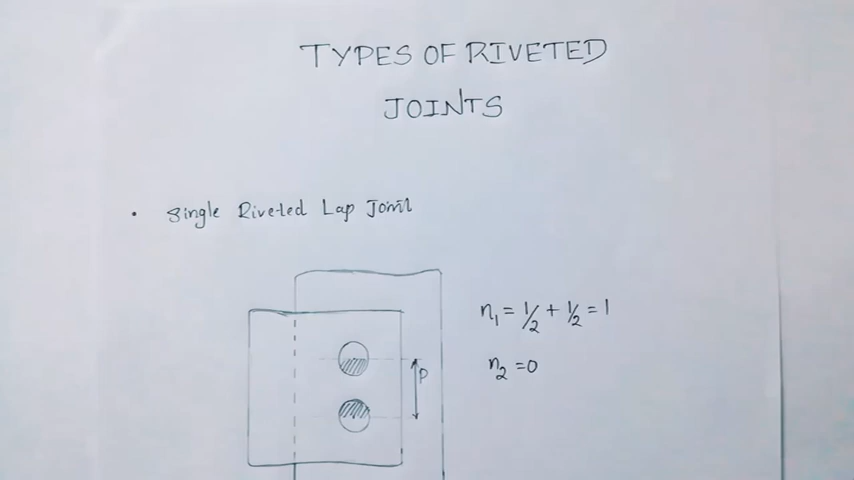 TYPES OF RIVETED
JOINTS
• Single Riveted Lap Joint
n₁ = 1/2 + 1/2 = 1
P
n₂ = 0